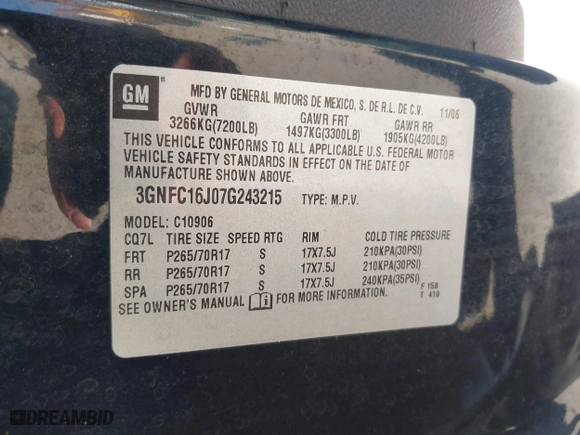 GM
MFD BY GENERAL MOTORS DE MEXICO, S. DE R.L. DE C.V. 11/06
GVWR GAWR FRT GAWR RR
3266KG(7200LB) 1497KG(3300LB) 1905KG(4200LB)
THIS VEHICLE CONFORMS TO ALL APPLICABLE U.S. FEDERAL MOTOR
VEHICLE SAFETY STANDARDS IN EFFECT ON THE DATE OF
MANUFACTURE SHOWN ABOVE.
3GNFC16J07G243215 TYPE: M.P.V.
MODEL: C10906
CQ7L TIRE SIZE SPEED RTG RIM COLD TIRE PRESSURE
FRT P265/70R17 S 17X7.5J 210KPA(30PSI)
RR P265/70R17 S 17X7.5J 210KPA(30PSI)
SPA P265/70R17 S 17X7.5J 240KPA(35PSI) F 158
SEE OWNER'S MANUAL FOR MORE INFORMATION. T 410
DREAMBID